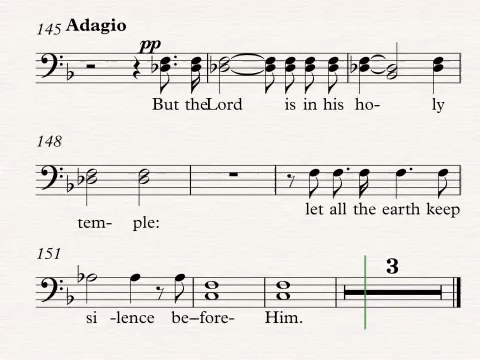 145 Adagio
pp
But the Lord is in his ho- ly
148
tem- ple:
let all the earth keep
151
3
si -lence be-fore- Him.